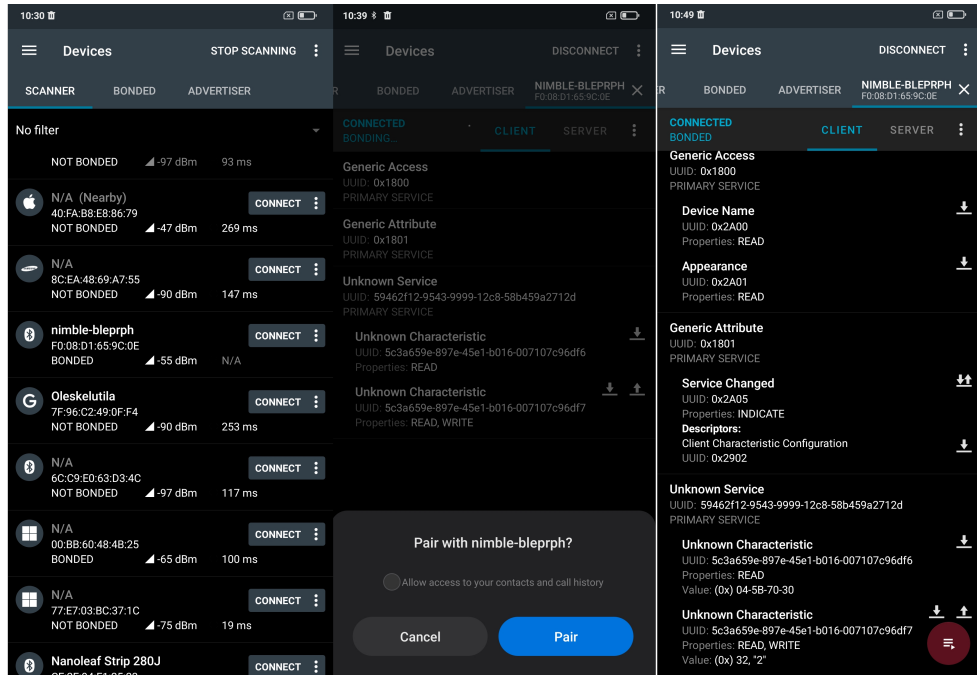 10:30
Devices
STOP SCANNING
SCANNER
BONDED
ADVERTISER
No filter
NOT BONDED
-97 dBm
93 ms
N/A (Nearby)
CONNECT
40:FA:B8:E8:86:79
NOT BONDED
-47 dBm
269 ms
N/A
CONNECT
8C:EA:48:69:A7:55
NOT BONDED
-90 dBm
147 ms
nimble-bleprph
CONNECT
F0:08:D1:65:9C:0E
BONDED
-55 dBm
N/A
G
Oleskelutila
CONNECT
7F:96:C2:49:0F:F4
NOT BONDED
-90 dBm
253 ms
N/A
CONNECT
6C:C9:E0:63:D3:4C
NOT BONDED
-97 dBm
117 ms
N/A
CONNECT
00:BB:60:48:4B:25
BONDED
-65 dBm
100 ms
N/A
CONNECT
77:E7:03:BC:37:1C
NOT BONDED
-75 dBm
19 ms
Nanoleaf Strip 280J
CONNECT
10:39
Devices
DISCONNECT
R
BONDED
ADVERTISER
NIMBLE-BLEPRPH
F0:08:D1:65:9C:0E
CONNECTED
BONDING...
CLIENT
SERVER
Generic Access
UUID: 0x1800
PRIMARY SERVICE
Generic Attribute
UUID: 0x1801
PRIMARY SERVICE
Unknown Service
UUID: 59462f12-9543-9999-12c8-58b459a2712d
PRIMARY SERVICE
Unknown Characteristic
UUID: 5c3a659e-897e-45e1-b016-007107c96df6
Properties: READ
Unknown Characteristic
UUID: 5c3a659e-897e-45e1-b016-007107c96df7
Properties: READ, WRITE
Pair with nimble-bleprph?
Allow access to your contacts and call history
Cancel
Pair
10:49
Devices
DISCONNECT
R
BONDED
ADVERTISER
NIMBLE-BLEPRPH
F0:08:D1:65:9C:0E
CONNECTED
BONDED
CLIENT
SERVER
Generic Access
UUID: 0x1800
PRIMARY SERVICE
Device Name
UUID: 0x2A00
Properties: READ
Appearance
UUID: 0x2A01
Properties: READ
Generic Attribute
UUID: 0x1801
PRIMARY SERVICE
Service Changed
UUID: 0x2A05
Properties: INDICATE
Descriptors:
Client Characteristic Configuration
UUID: 0x2902
Unknown Service
UUID: 59462f12-9543-9999-12c8-58b459a2712d
PRIMARY SERVICE
Unknown Characteristic
UUID: 5c3a659e-897e-45e1-b016-007107c96df6
Properties: READ
Value: (0x) 04-5B-70-30
Unknown Characteristic
UUID: 5c3a659e-897e-45e1-b016-007107c96df7
Properties: READ, WRITE
Value: (0x) 32, "2"